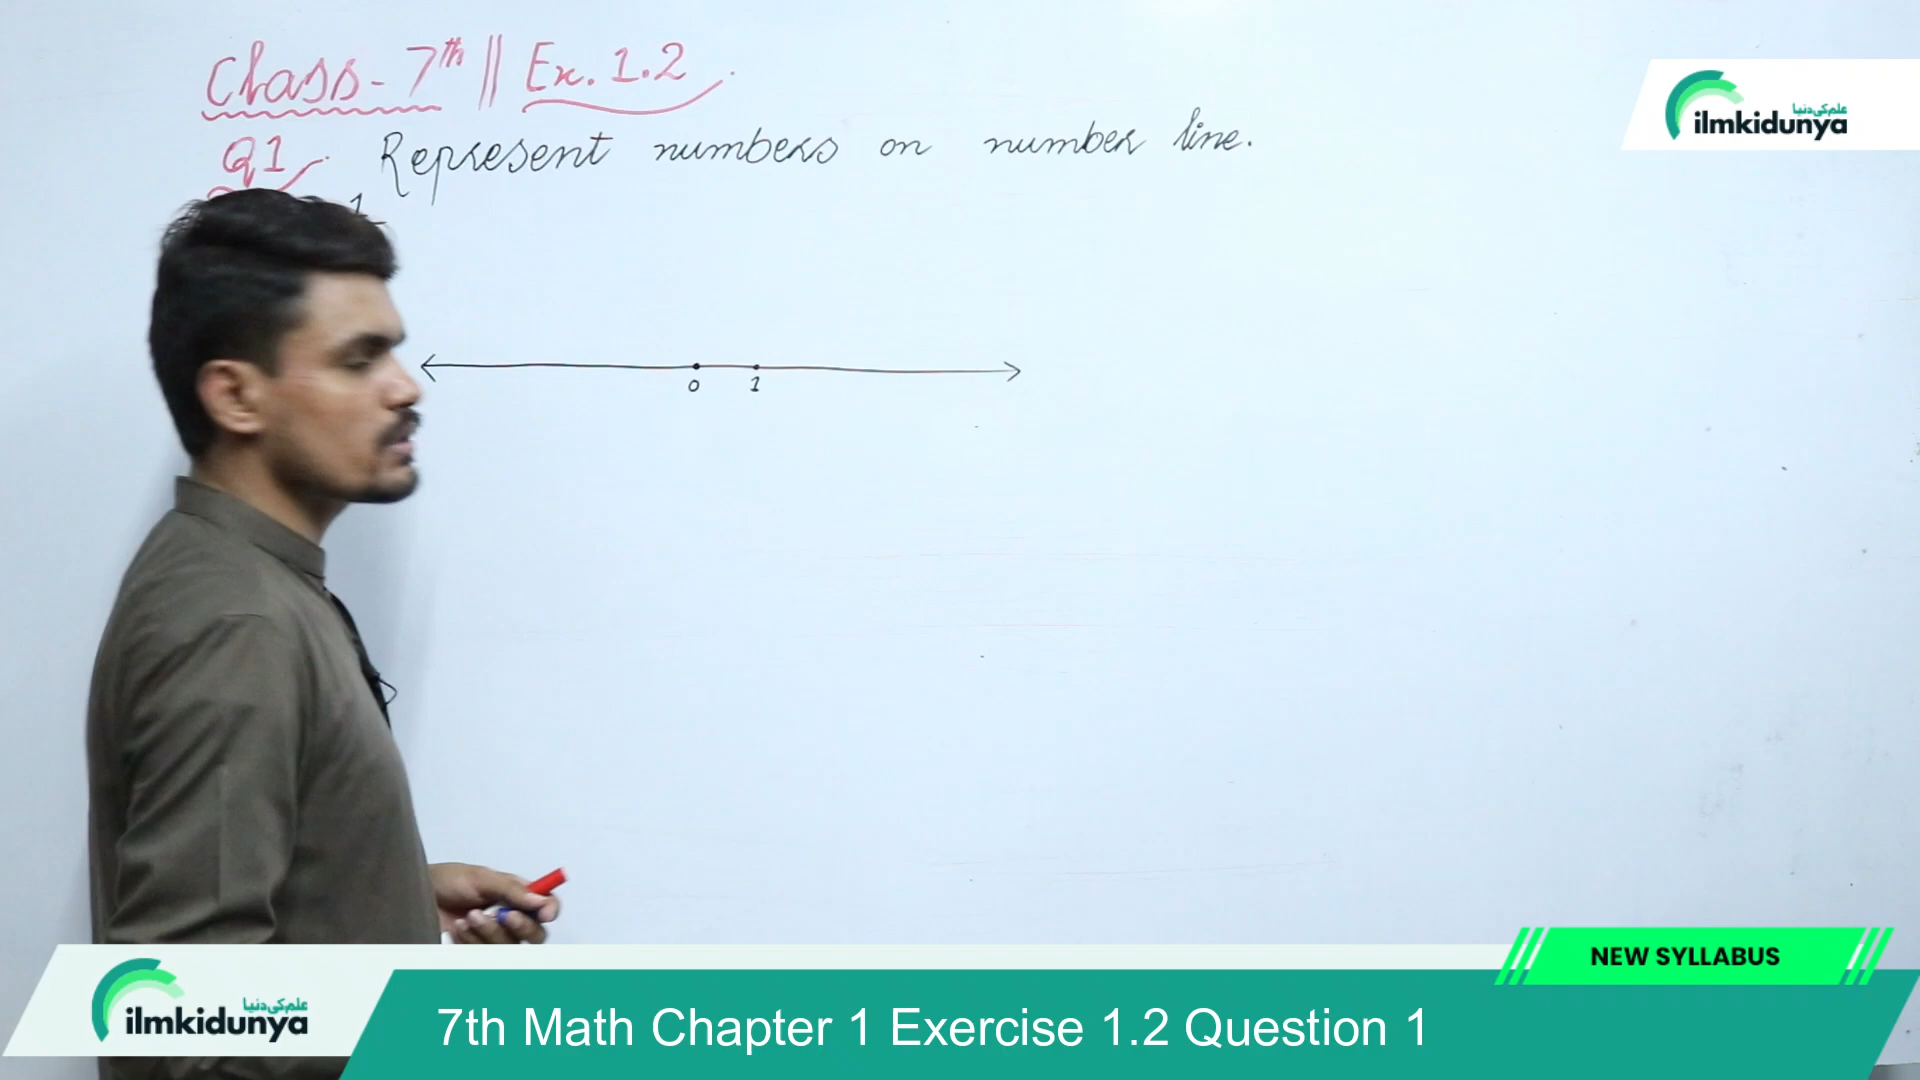 Class - 7th || Ex. 1.2
Q1. Represent numbers on number line.
1
0 1
علم کی دنیا
ilmkidunya
NEW SYLLABUS
علم کی دنیا
ilmkidunya
7th Math Chapter 1 Exercise 1.2 Question 1